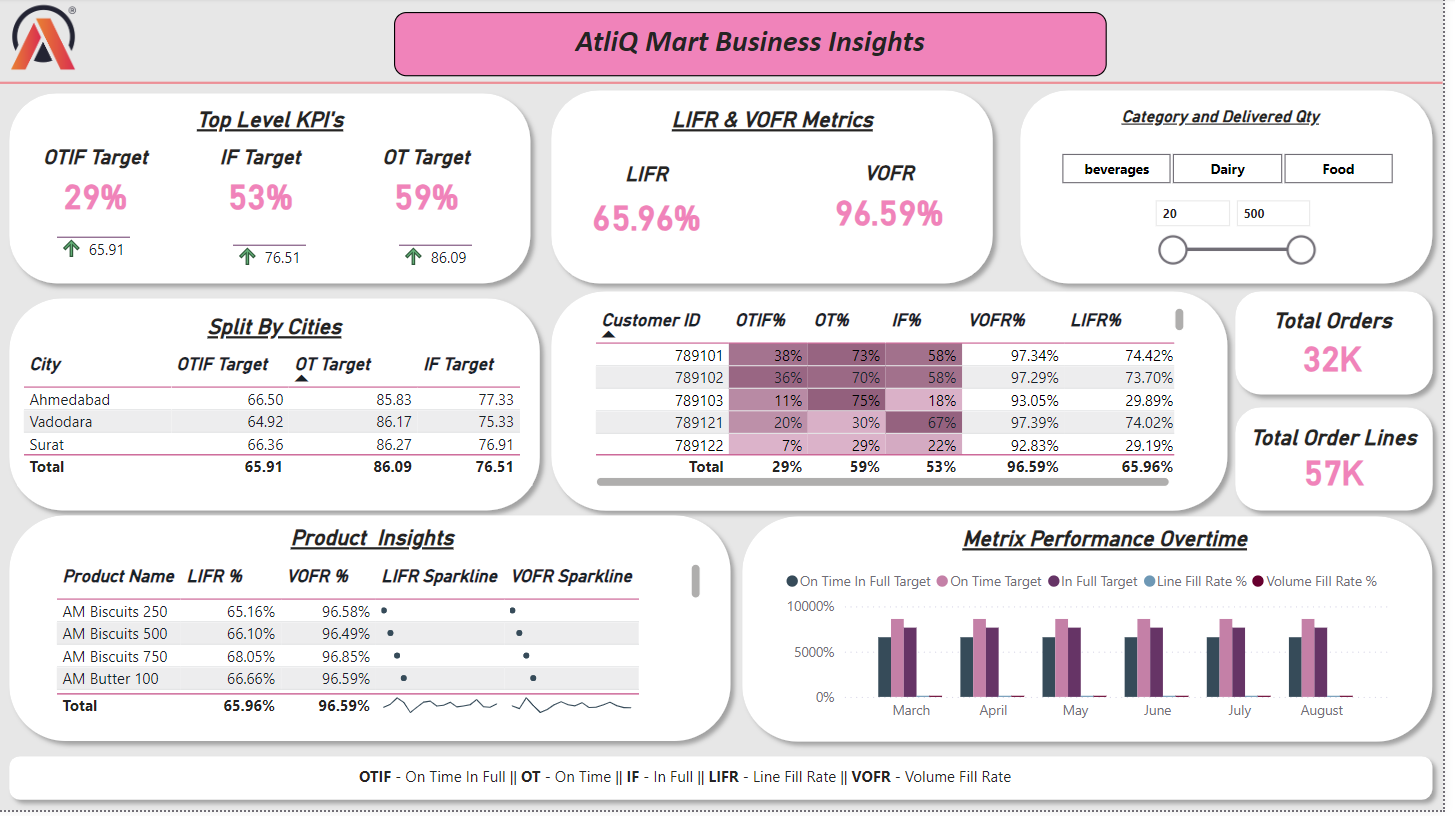 ®
AtliQ Mart Business Insights
Top Level KPI's
OTIF Target IF Target OT Target
29% 53% 59%
65.91 76.51 86.09
LIFR & VOFR Metrics
LIFR VOFR
65.96% 96.59%
Category and Delivered Qty
beverages Dairy Food
20 500
Split By Cities
City OTIF Target OT Target IF Target
Ahmedabad 66.50 85.83 77.33
Vadodara 64.92 86.17 75.33
Surat 66.36 86.27 76.91
Total 65.91 86.09 76.51
Customer ID OTIF% OT% IF% VOFR% LIFR%
789101 38% 73% 58% 97.34% 74.42%
789102 36% 70% 58% 97.29% 73.70%
789103 11% 75% 18% 93.05% 29.89%
789121 20% 30% 67% 97.39% 74.02%
789122 7% 29% 22% 92.83% 29.19%
Total 29% 59% 53% 96.59% 65.96%
Total Orders
32K
Total Order Lines
57K
Product Insights
Product Name LIFR % VOFR % LIFR Sparkline VOFR Sparkline
AM Biscuits 250 65.16% 96.58%
AM Biscuits 500 66.10% 96.49%
AM Biscuits 750 68.05% 96.85%
AM Butter 100 66.66% 96.59%
Total 65.96% 96.59%
Metrix Performance Overtime
On Time In Full Target On Time Target In Full Target Line Fill Rate % Volume Fill Rate %
10000%
5000%
0%
March April May June July August
OTIF - On Time In Full || OT - On Time || IF - In Full || LIFR - Line Fill Rate || VOFR - Volume Fill Rate